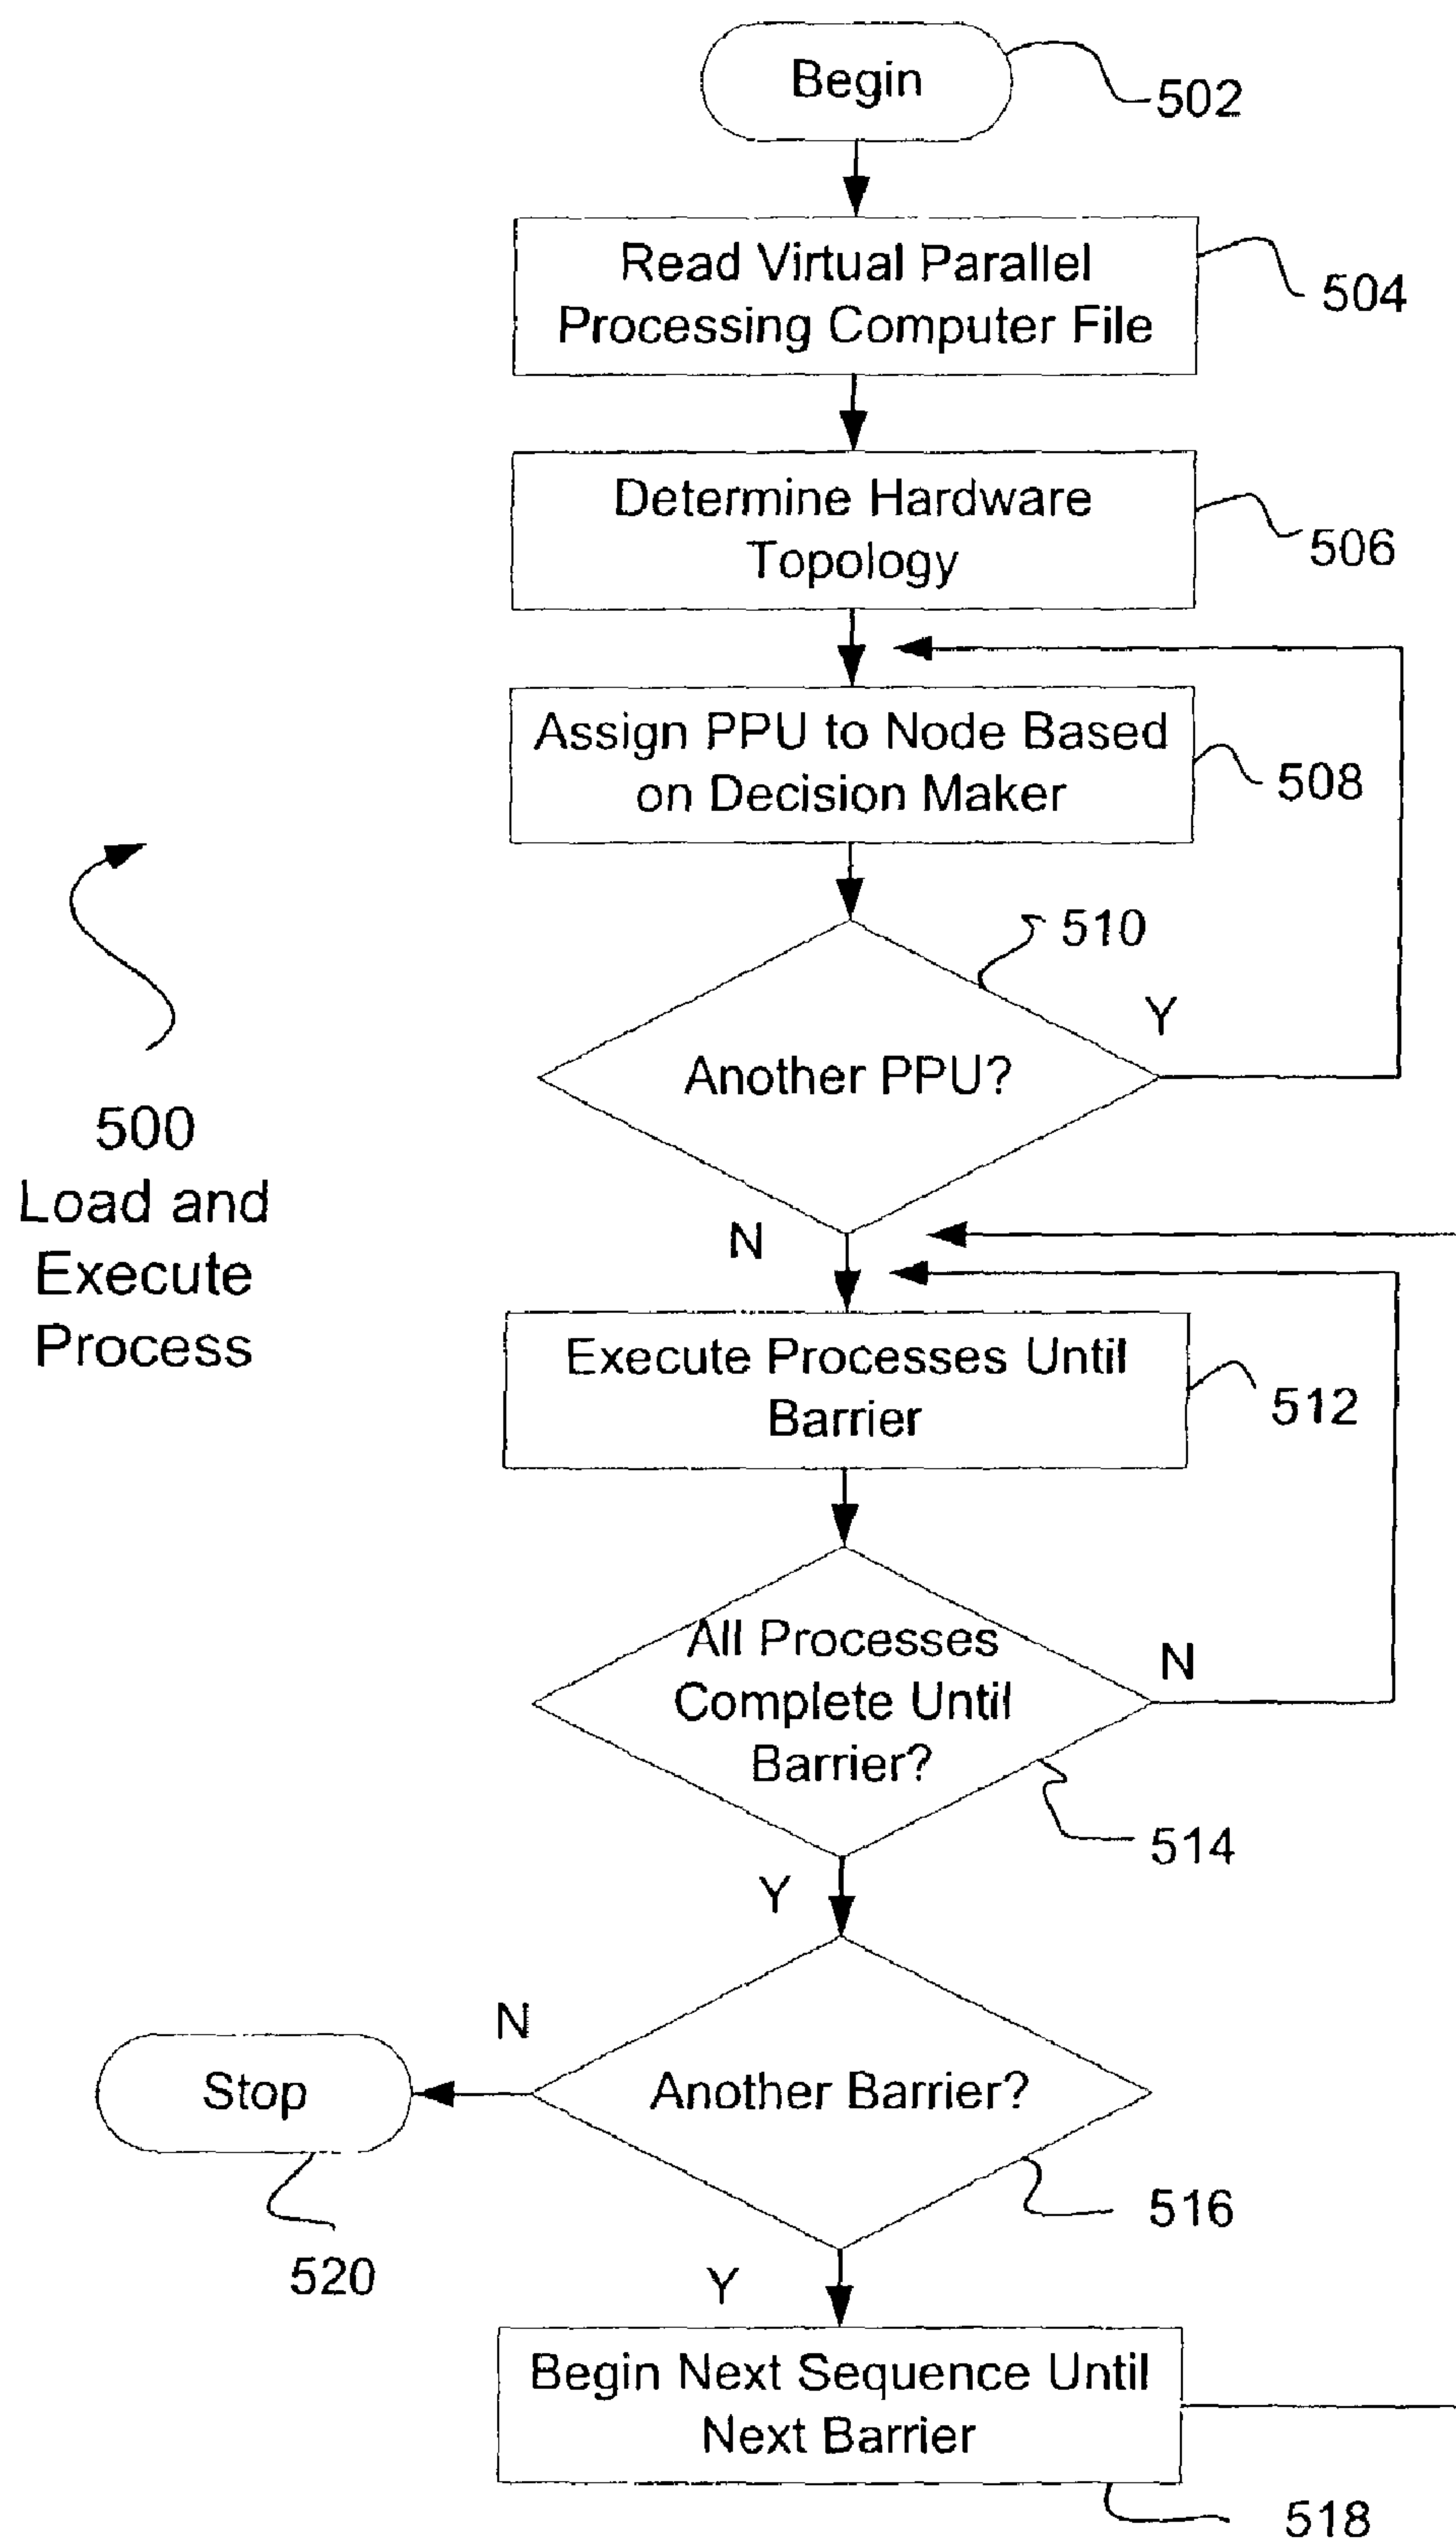 Begin
502
Read Virtual Parallel
Processing Computer File
504
Determine Hardware
Topology
506
Assign PPU to Node Based
on Decision Maker
508
510
Another PPU?
Y
N
500
Load and
Execute
Process
Execute Processes Until
Barrier
512
All Processes
Complete Until
Barrier?
N
514
Y
Another Barrier?
N
Stop
520
516
Y
Begin Next Sequence Until
Next Barrier
518